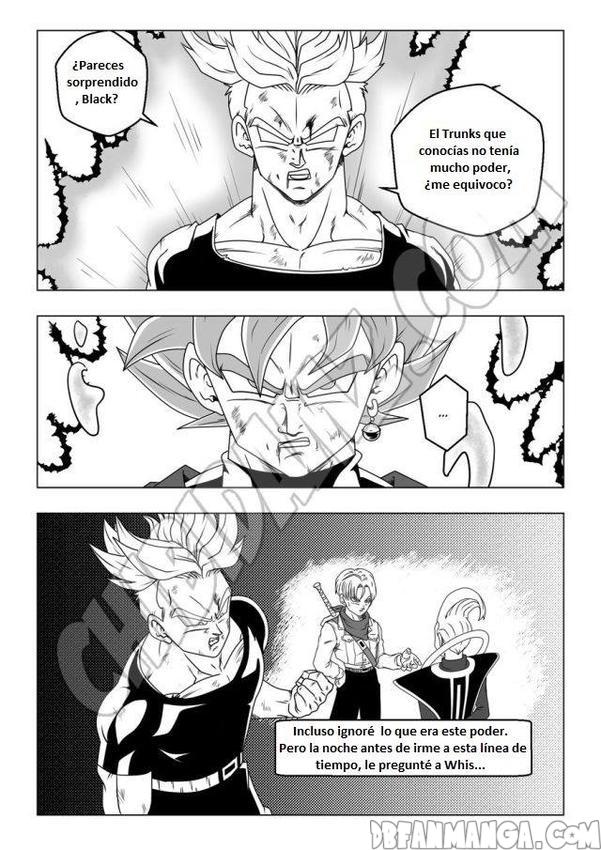 ¿Pareces
sorprendido
, Black?
El Trunks que
conocías no tenía
mucho poder,
¿me equivoco?
...
Incluso ignoré lo que era este poder.
Pero la noche antes de irme a esta línea de
tiempo, le pregunté a Whis...
DBFANMANGA.COM